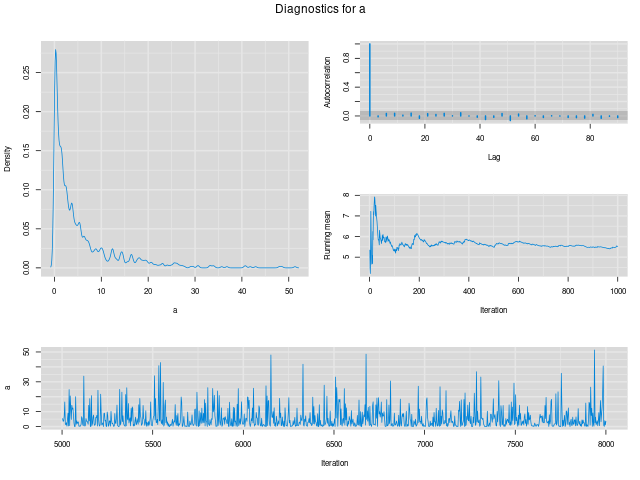 Diagnostics for a
Density
0.00 0.05 0.10 0.15 0.20 0.25
0 10 20 30 40 50
a
Autocorrelation
0.0 0.4 0.8
0 20 40 60 80
Lag
Running mean
5 6 7 8
0 200 400 600 800 1000
Iteration
a
0 10 30 50
5000 5500 6000 6500 7000 7500 8000
Iteration